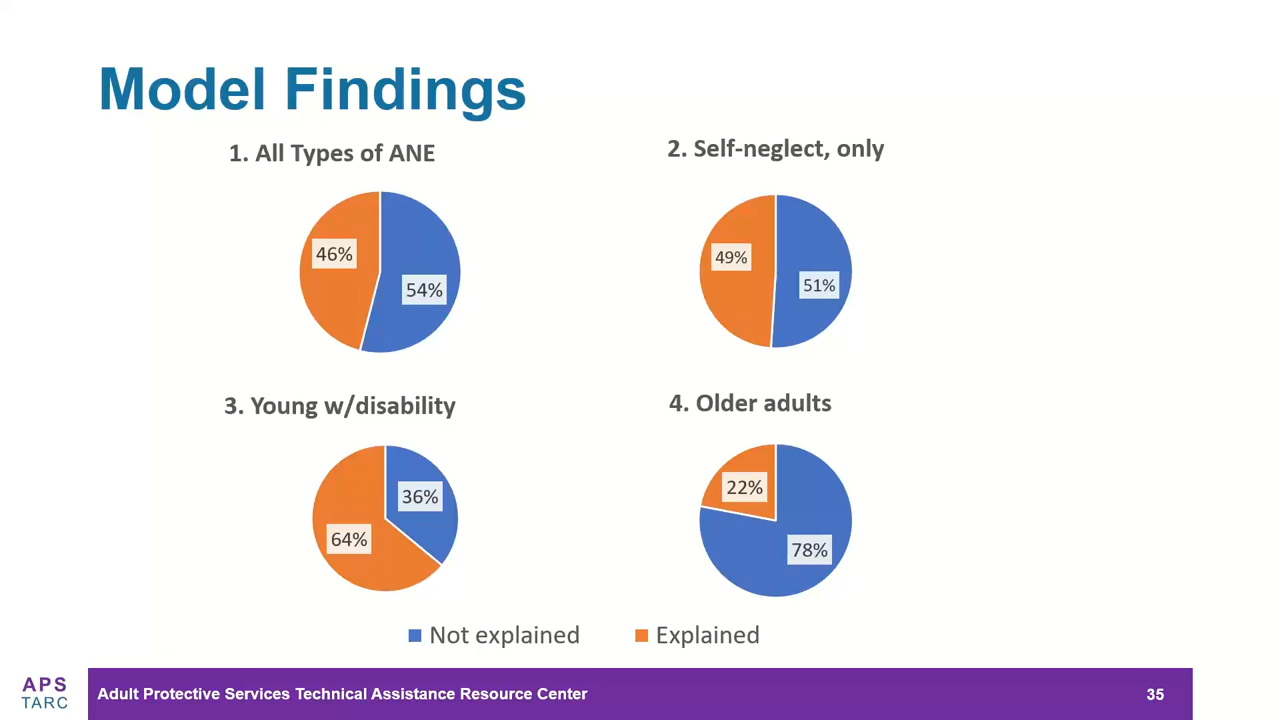 Model Findings
1. All Types of ANE
46%
54%
2. Self-neglect, only
49%
51%
3. Young w/disability
36%
64%
4. Older adults
22%
78%
Not explained
Explained
APS
TARC
Adult Protective Services Technical Assistance Resource Center
35